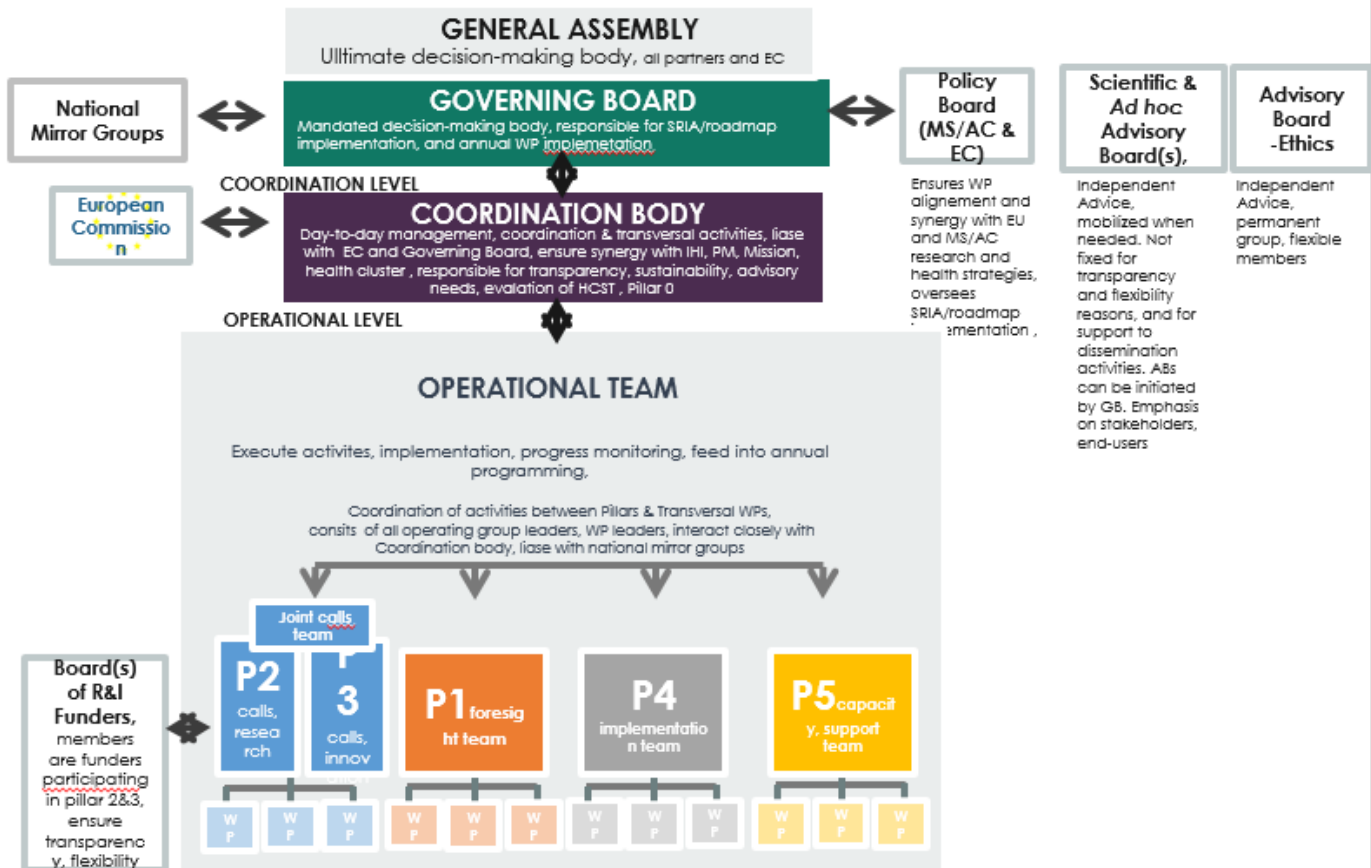 GENERAL ASSEMBLY
Ulltimate decision-making body, all partners and EC
National
Mirror Groups
GOVERNING BOARD
Mandated decision-making body, responsible for SRIA/roadmap
implementation, and annual WP implemetation
Policy
Board
(MS/AC &
EC)
Ensures WP
alignement and
synergy with EU
and MS/AC
research and
health strategies,
oversees
SRIA/roadmap
ementation ,
Scientific &
Ad hoc
Advisory
Board(s),
Independent
Advice,
mobilized when
needed. Not
fixed for
transparency
and flexibility
reasons, and for
support to
dissemination
activities. ABs
can be initiated
by GB. Emphasis
on stakeholders,
end-users
Advisory
Board
-Ethics
Independent
Advice,
permanent
group, flexible
members
COORDINATION LEVEL
European
Commissio
n
COORDINATION BODY
Day-to-day management, coordination & transversal activities, liase
with EC and Governing Board, ensure synergy with IHI, PM, Mission,
health cluster , responsible for transparency, sustainability, advisory
needs, evaluation of HCST , Pillar 0
OPERATIONAL LEVEL
OPERATIONAL TEAM
Execute activites, implementation, progress monitoring, feed into annual
programming,
Coordination of activities between Pillars & Transversal WPs,
consits of all operating group leaders, WP leaders, interact closely with
Coordination body, liase with national mirror groups
Joint calls
team
P2
calls,
resea
rch
P
3
calls,
innov
P1 foresig
ht team
P4
implementatio
n team
P5 capacit
y, support
team
Board(s)
of R&I
Funders,
members
are funders
participating
in pillar 2&3,
ensure
transparenc
y, flexibility
W
P
W
P
W
P
W
P
W
P
W
P
W
P
W
P
W
P
W
P
W
P
W
P